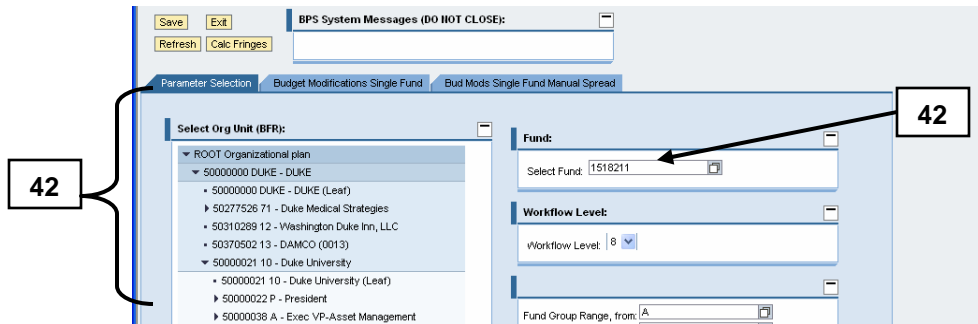 Save Exit
Refresh Calc Fringes
BPS System Messages (DO NOT CLOSE):
Parameter Selection Budget Modifications Single Fund Bud Mods Single Fund Manual Spread
42
42
Select Org Unit (BFR):
ROOT Organizational plan
50000000 DUKE - DUKE
50000000 DUKE - DUKE (Leaf)
50277526 71 - Duke Medical Strategies
50310289 12 - Washington Duke Inn, LLC
50370502 13 - DAMCO (0013)
50000021 10 - Duke University
50000021 10 - Duke University (Leaf)
50000022 P - President
50000038 A - Exec VP-Asset Management
Fund:
Select Fund: 1518211
Workflow Level:
Workflow Level: 8
Fund Group Range, from: A